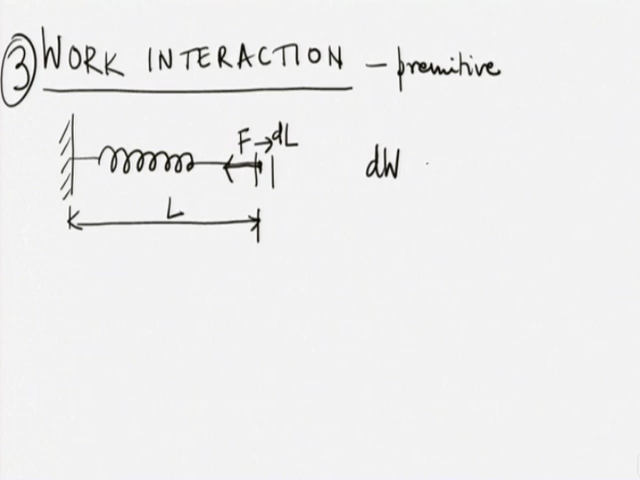 3 WORK INTERACTION - premitive
F → dL
dW
L